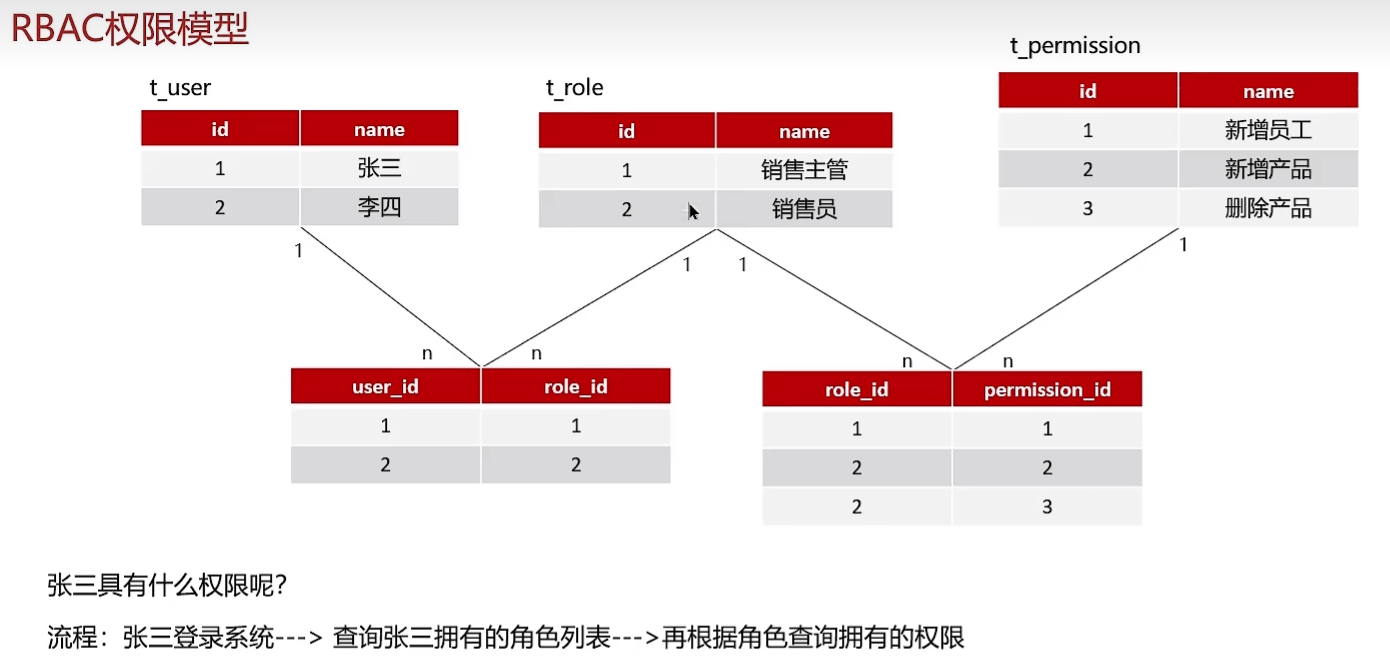 RBAC权限模型
t_user
id name
1 张三
2 李四
t_role
id name
1 销售主管
2 销售员
t_permission
id name
1 新增员工
2 新增产品
3 删除产品
1
1 1
1
n n
n n
user_id role_id
1 1
2 2
role_id permission_id
1 1
2 2
2 3
张三具有什么权限呢？
流程：张三登录系统---> 查询张三拥有的角色列表--->再根据角色查询拥有的权限